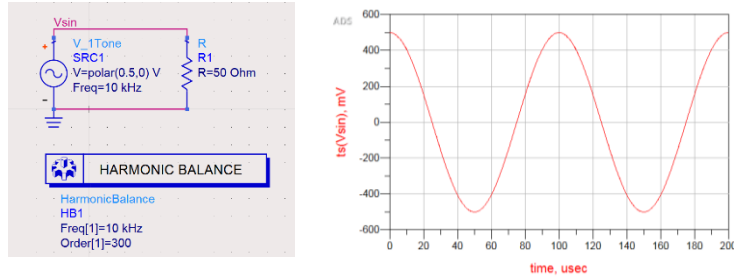 Vsin
V_1Tone
SRC1
V=polar(0.5,0) V
Freq=10 kHz
R
R1
R=50 Ohm
+
-
HARMONIC BALANCE
HarmonicBalance
HB1
Freq[1]=10 kHz
Order[1]=300
ADS
ts(Vsin), mV
600
400
200
0
-200
-400
-600
0 20 40 60 80 100 120 140 160 180 200
time, usec